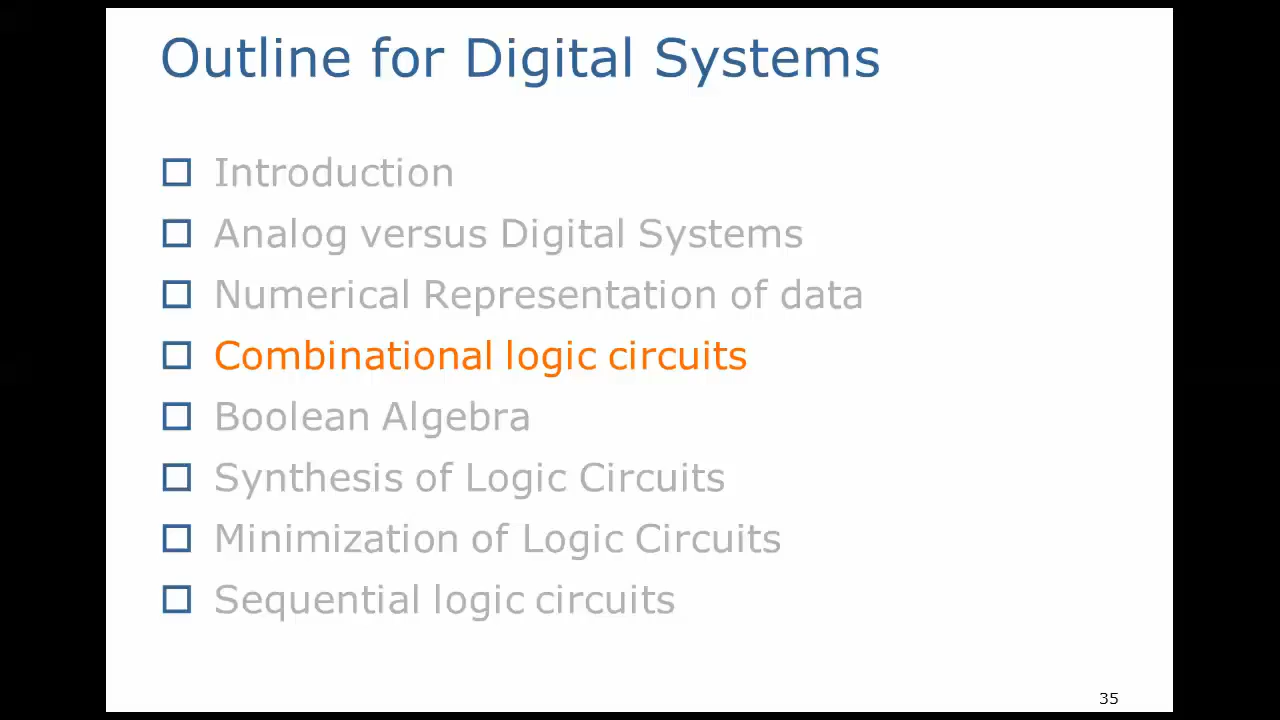 Outline for Digital Systems
Introduction
Analog versus Digital Systems
Numerical Representation of data
Combinational logic circuits
Boolean Algebra
Synthesis of Logic Circuits
Minimization of Logic Circuits
Sequential logic circuits
35